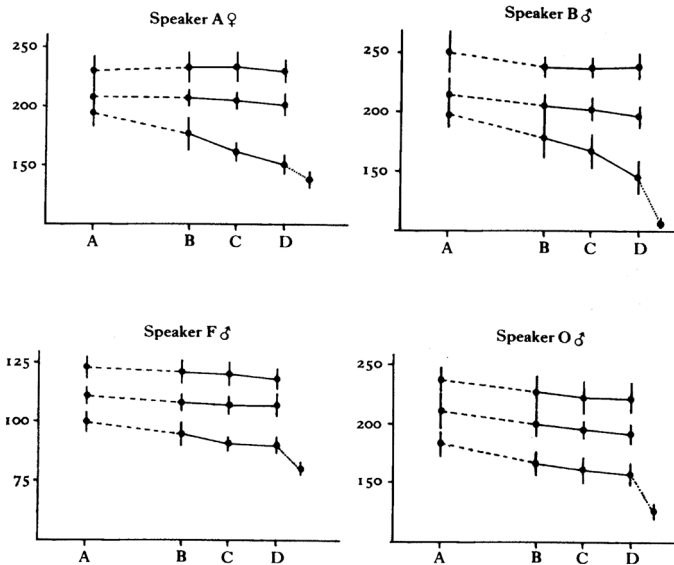 Speaker A ♀
250
200
150
A B C D
Speaker B ♂
250
200
150
A B C D
Speaker F ♂
125
100
75
A B C D
Speaker O ♂
250
200
150
A B C D